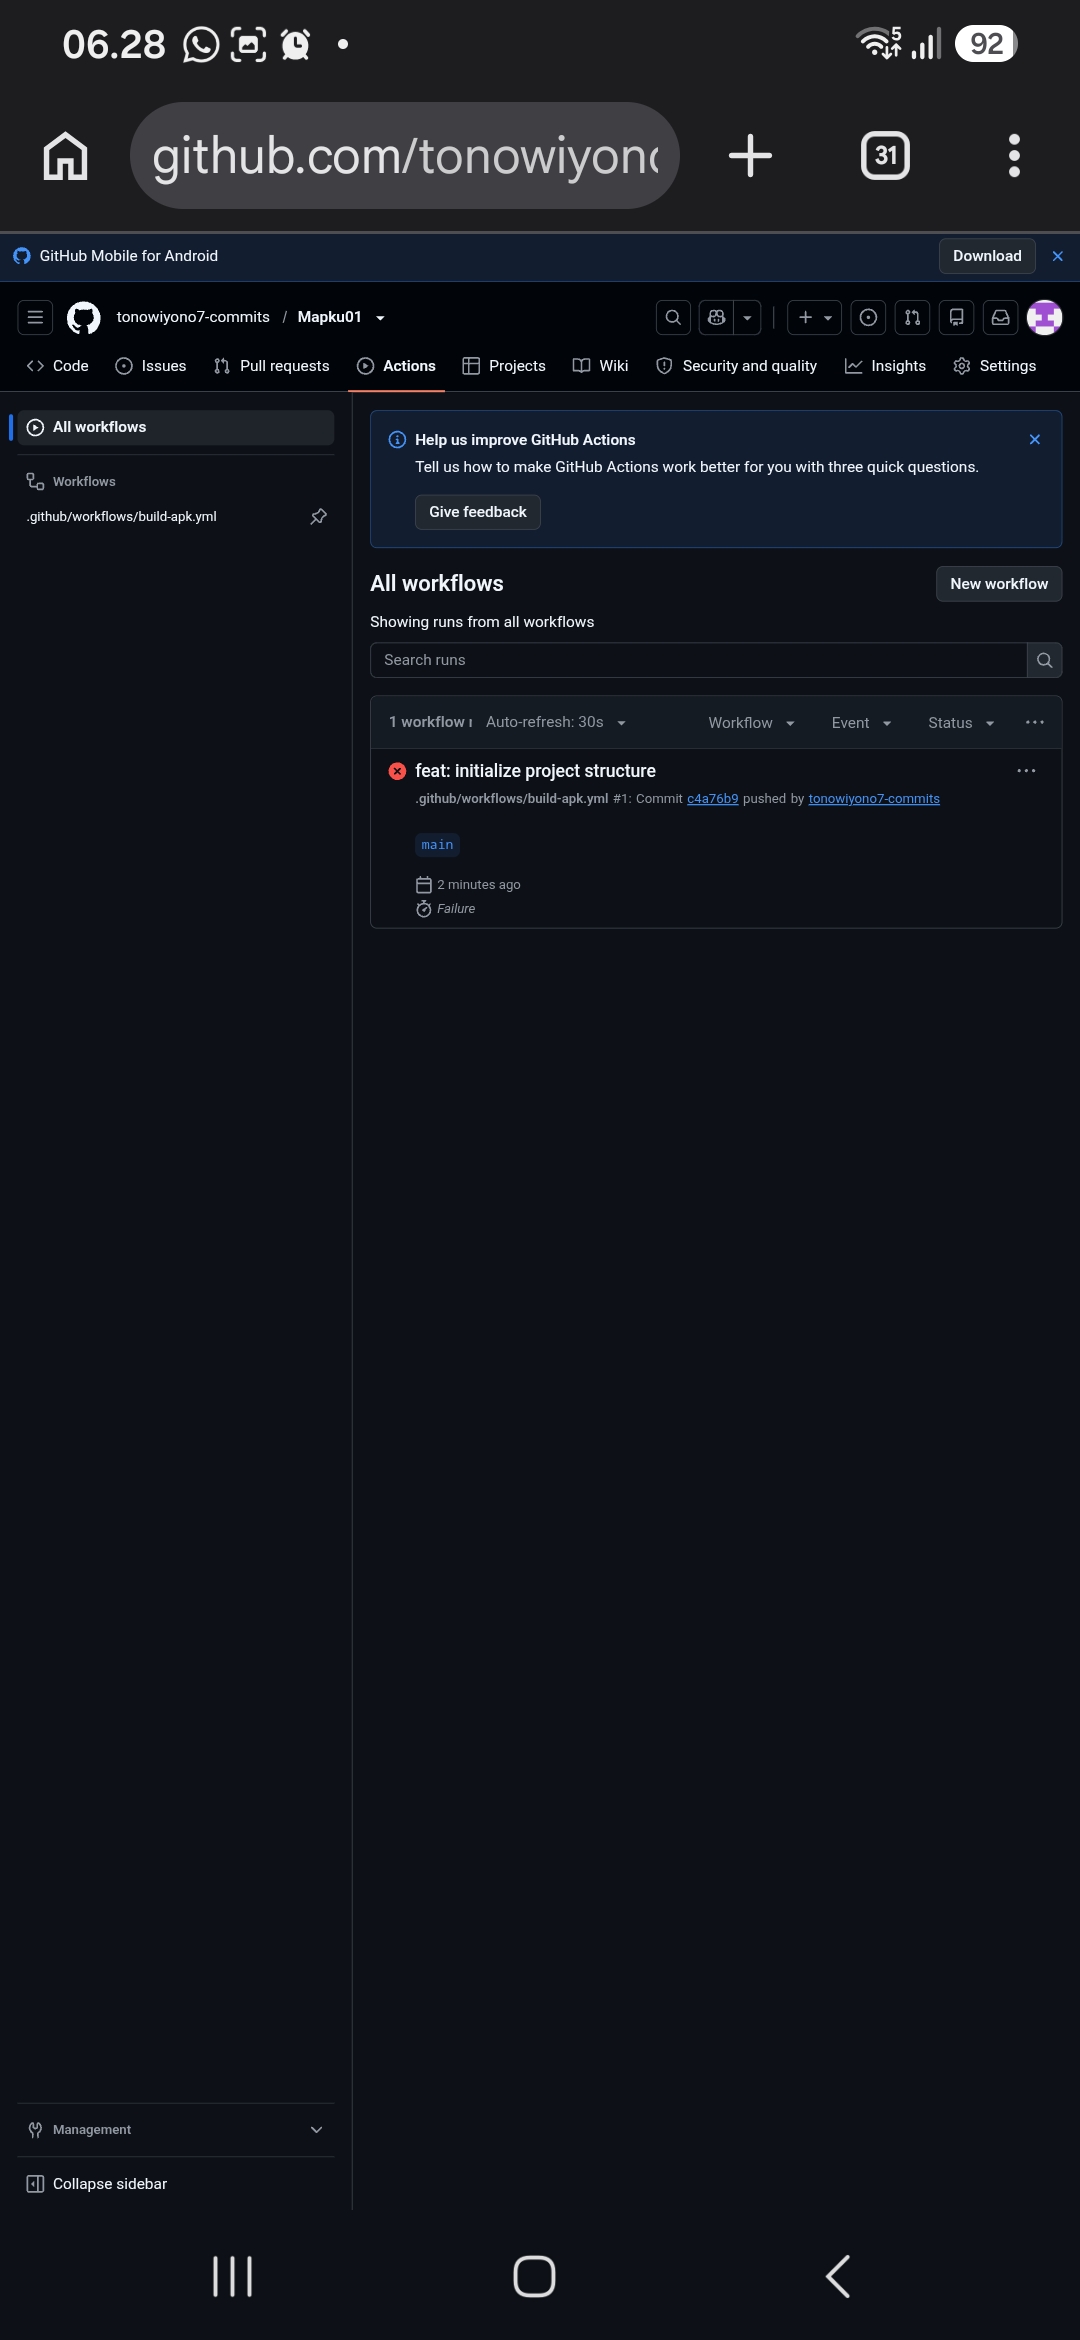 06.28
5
92
github.com/tonowiyono
31
GitHub Mobile for Android
Download
tonowiyono7-commits / Mapku01
Code
Issues
Pull requests
Actions
Projects
Wiki
Security and quality
Insights
Settings
All workflows
Workflows
.github/workflows/build-apk.yml
Help us improve GitHub Actions
Tell us how to make GitHub Actions work better for you with three quick questions.
Give feedback
All workflows
New workflow
Showing runs from all workflows
Search runs
1 workflow r
Auto-refresh: 30s
Workflow
Event
Status
feat: initialize project structure
.github/workflows/build-apk.yml #1: Commit c4a76b9 pushed by tonowiyono7-commits
main
2 minutes ago
Failure
Management
Collapse sidebar